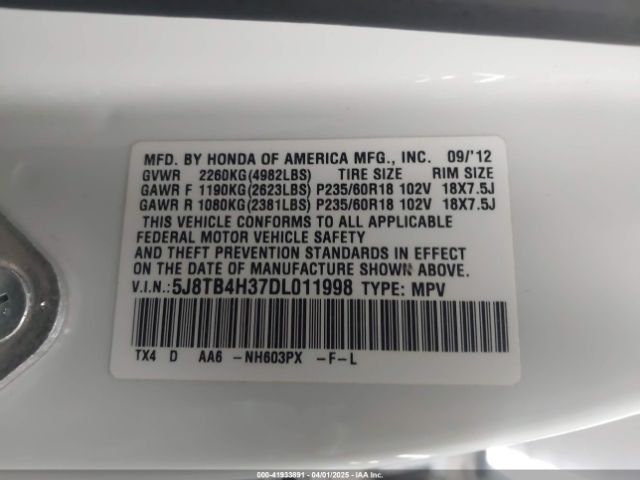 MFD. BY HONDA OF AMERICA MFG., INC. 09/'12
GVWR 2260KG(4982LBS) TIRE SIZE RIM SIZE
GAWR F 1190KG(2623LBS) P235/60R18 102V 18X7.5J
GAWR R 1080KG(2381LBS) P235/60R18 102V 18X7.5J
THIS VEHICLE CONFORMS TO ALL APPLICABLE
FEDERAL MOTOR VEHICLE SAFETY
AND THEFT PREVENTION STANDARDS IN EFFECT
ON THE DATE OF MANUFACTURE SHOWN ABOVE.
V.I.N.: 5J8TB4H37DL011998 TYPE: MPV
TX4 D AA6 -NH603PX -F-L
000-41933891 - 04/01/2025 - IAA Corp.